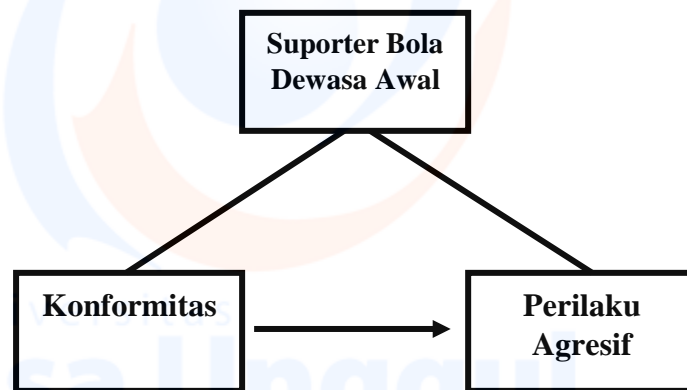 Suporter Bola
Dewasa Awal
Konformitas
Perilaku
Agresif